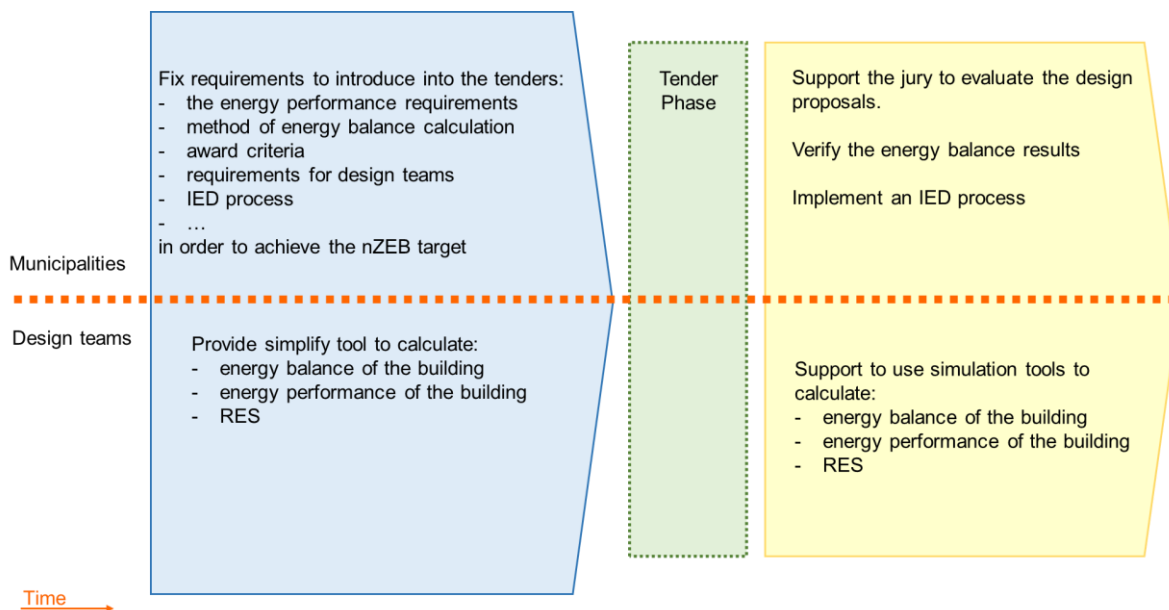 Fix requirements to introduce into the tenders:
- the energy performance requirements
- method of energy balance calculation
- award criteria
- requirements for design teams
- IED process
- …
in order to achieve the nZEB target
Tender
Phase
Support the jury to evaluate the design
proposals.
Verify the energy balance results
Implement an IED process
Municipalities
Design teams
Provide simplify tool to calculate:
- energy balance of the building
- energy performance of the building
- RES
Support to use simulation tools to
calculate:
- energy balance of the building
- energy performance of the building
- RES
Time